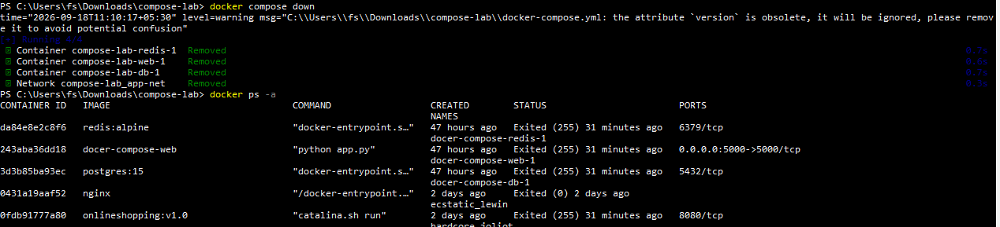 PS C:\Users\fs\Downloads\compose-lab> docker compose down
time="2026-09-18T11:10:17+05:30" level=warning msg="C:\\Users\\fs\\Downloads\\compose-lab\\docker-compose.yml: the attribute `version` is obsolete, it will be ignored, please remov
e it to avoid potential confusion"
[+] Running 4/4
Container compose-lab-redis-1 Removed 0.7s
Container compose-lab-web-1 Removed 0.6s
Container compose-lab-db-1 Removed 0.7s
Network compose-lab_app-net Removed 0.3s
PS C:\Users\fs\Downloads\compose-lab> docker ps -a
CONTAINER ID IMAGE COMMAND CREATED STATUS PORTS
NAMES
da84e8e2c8f6 redis:alpine "docker-entrypoint.s…" 47 hours ago Exited (255) 31 minutes ago 6379/tcp
docer-compose-redis-1
243aba36dd18 docer-compose-web "python app.py" 47 hours ago Exited (255) 31 minutes ago 0.0.0.0:5000->5000/tcp
docer-compose-web-1
3d3b85ba93ec postgres:15 "docker-entrypoint.s…" 47 hours ago Exited (255) 31 minutes ago 5432/tcp
docer-compose-db-1
0431a19aaf52 nginx "/docker-entrypoint.…" 2 days ago Exited (0) 2 days ago
ecstatic_lewin
0fdb91777a80 onlineshopping:v1.0 "catalina.sh run" 2 days ago Exited (255) 31 minutes ago 8080/tcp
hardcore_joliot